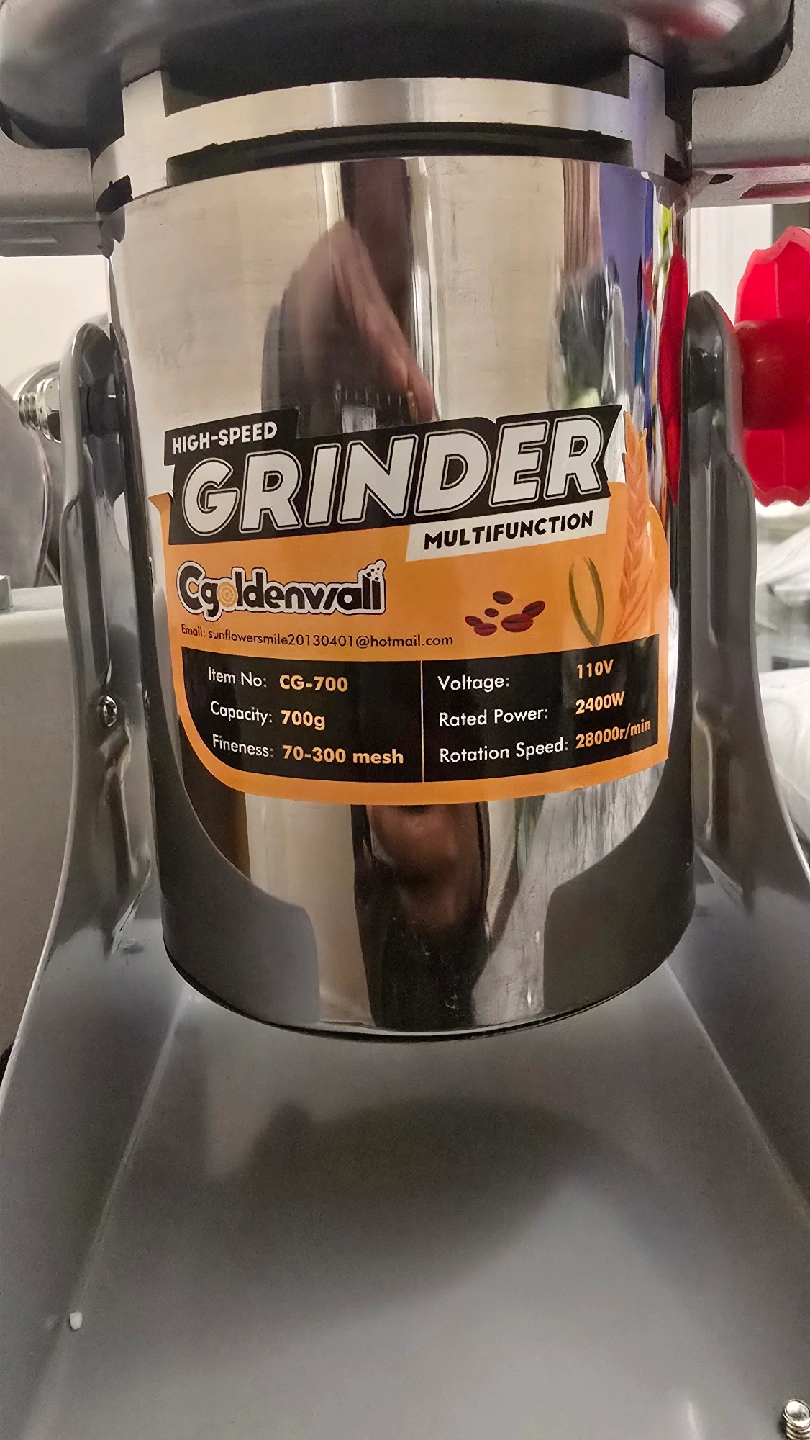 HIGH-SPEED
GRINDER
MULTIFUNCTION
Cgoldenwall
Email: sunflowersmile20130401@hotmail.com
Item No: CG-700
Capacity: 700g
Fineness: 70-300 mesh
Voltage: 110V
Rated Power: 2400W
Rotation Speed: 28000r/min